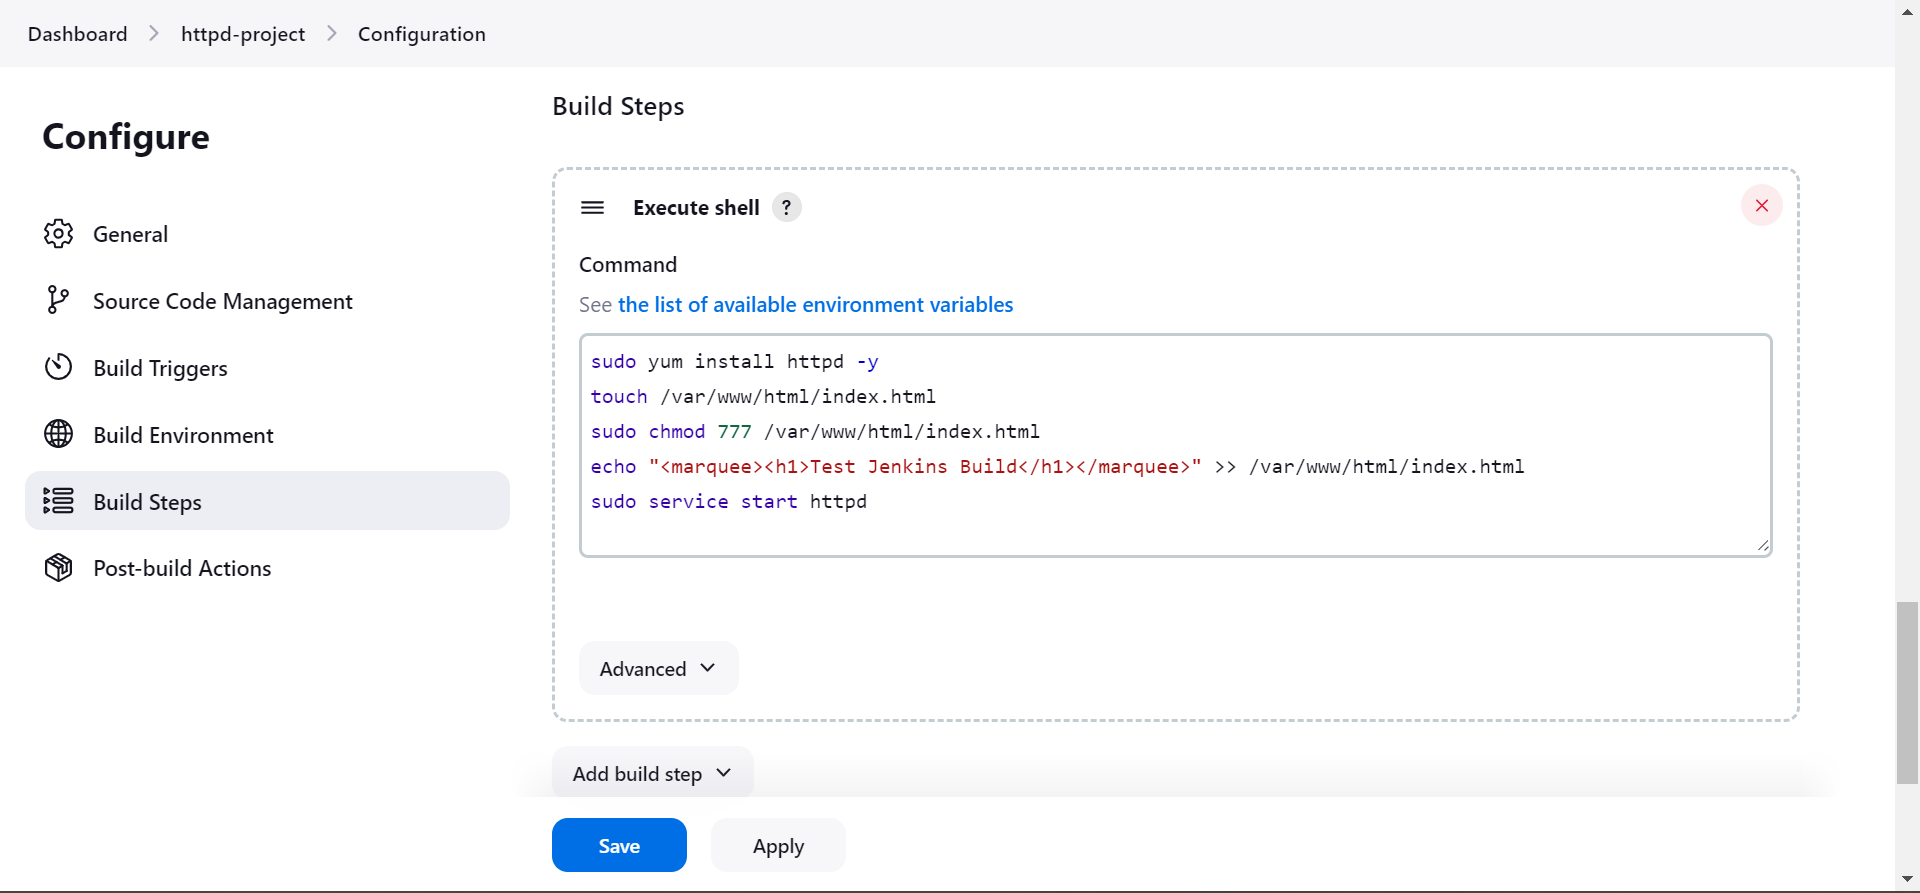 Dashboard > httpd-project > Configuration
Configure
General
Source Code Management
Build Triggers
Build Environment
Build Steps
Post-build Actions
Build Steps
Execute shell ?
Command
See the list of available environment variables
sudo yum install httpd -y
touch /var/www/html/index.html
sudo chmod 777 /var/www/html/index.html
echo "<marquee><h1>Test Jenkins Build</h1></marquee>" >> /var/www/html/index.html
sudo service start httpd
Advanced
Add build step
Save Apply